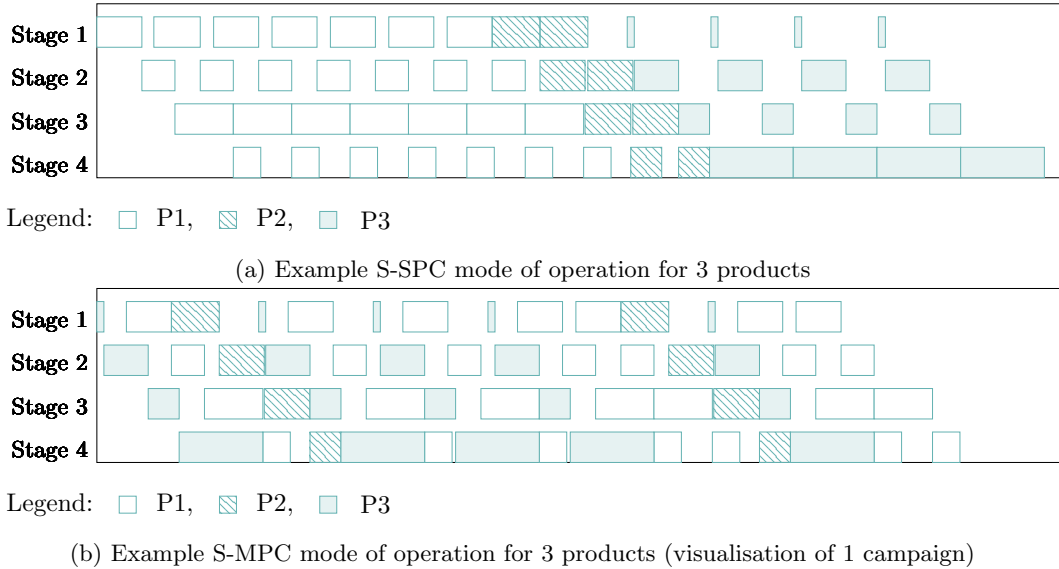 Stage 1
Stage 2
Stage 3
Stage 4
Legend: P1, P2, P3
(a) Example S-SPC mode of operation for 3 products
Stage 1
Stage 2
Stage 3
Stage 4
Legend: P1, P2, P3
(b) Example S-MPC mode of operation for 3 products (visualisation of 1 campaign)